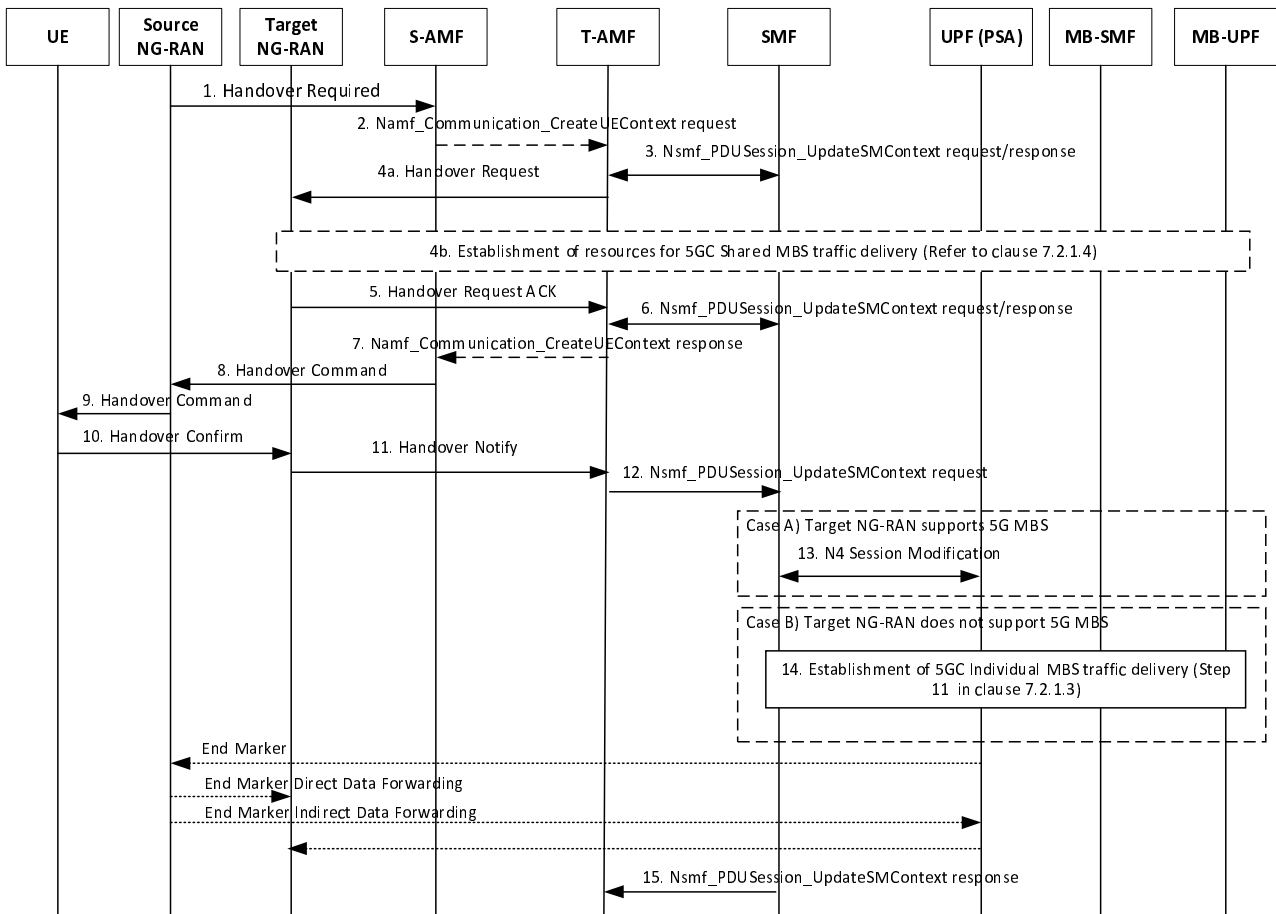 UE
Source
NG-RAN
Target
NG-RAN
S-AMF
T-AMF
SMF
UPF (PSA)
MB-SMF
MB-UPF
1. Handover Required
2. Namf_Communication_CreateUEContext request
3. Nsmf_PDUSession_UpdateSMContext request/response
4a. Handover Request
4b. Establishment of resources for 5GC Shared MBS traffic delivery (Refer to clause 7.2.1.4)
5. Handover Request ACK
6. Nsmf_PDUSession_UpdateSMContext request/response
7. Namf_Communication_CreateUEContext response
8. Handover Command
9. Handover Command
10. Handover Confirm
11. Handover Notify
12. Nsmf_PDUSession_UpdateSMContext request
Case A) Target NG-RAN supports 5G MBS
13. N4 Session Modification
Case B) Target NG-RAN does not support 5G MBS
14. Establishment of 5GC Individual MBS traffic delivery (Step
11 in clause 7.2.1.3)
End Marker
End Marker Direct Data Forwarding
End Marker Indirect Data Forwarding
15. Nsmf_PDUSession_UpdateSMContext response